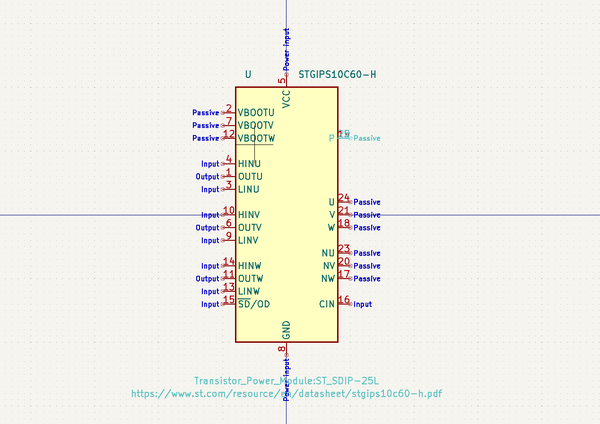 Power Input
U STGIPS10C60-H
5
VCC
Passive 2 VBOOTU
Passive 7 VBOOTV
Passive 12 VBOOTW
P Passive
Input 4 HINU
Output 1 OUTU
Input 3 LINU
U 24 Passive
Input 10 HINV
V 21 Passive
Output 6 OUTV
W 18 Passive
Input 9 LINV
NU 23 Passive
Input 14 HINW
NV 20 Passive
Output 11 OUTW
NW 17 Passive
Input 13 LINW
Input 15 SD/OD
CIN 16 Input
GND
8
Power Input
Transistor_Power_Module:ST_SDIP-25L
https://www.st.com/resource/en/datasheet/stgips10c60-h.pdf